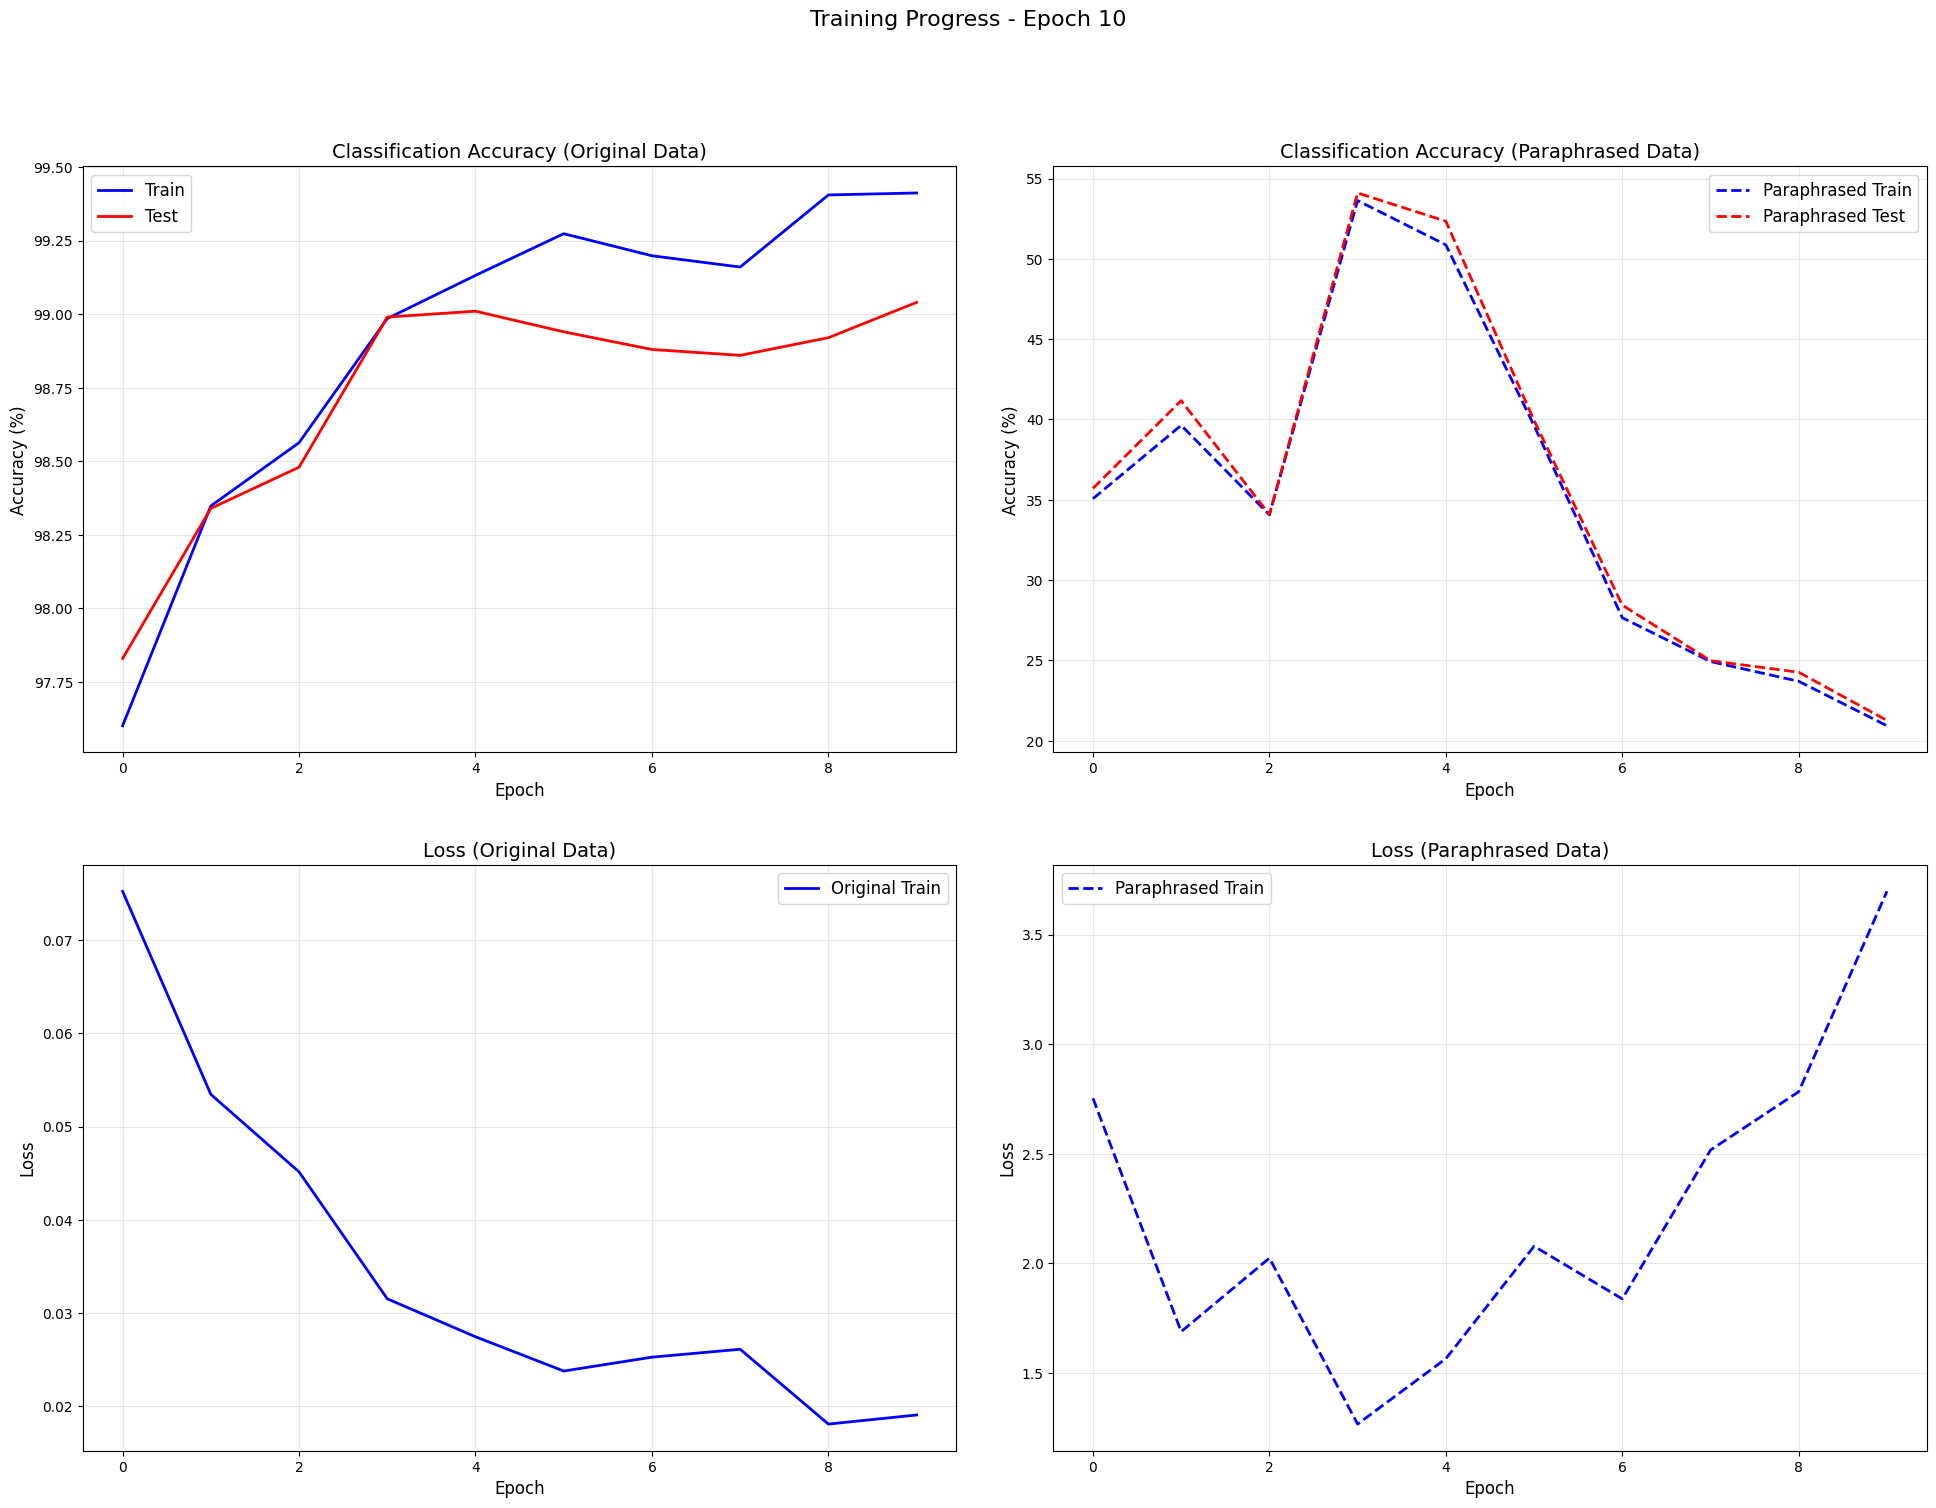 Training Progress - Epoch 10
Classification Accuracy (Original Data)
99.50
99.25
99.00
98.75
98.50
98.25
98.00
97.75
Accuracy (%)
Train
Test
0 2 4 6 8
Epoch
Classification Accuracy (Paraphrased Data)
55
50
45
40
35
30
25
20
Accuracy (%)
Paraphrased Train
Paraphrased Test
0 2 4 6 8
Epoch
Loss (Original Data)
0.07
0.06
0.05
0.04
0.03
0.02
Loss
Original Train
0 2 4 6 8
Epoch
Loss (Paraphrased Data)
3.5
3.0
2.5
2.0
1.5
Loss
Paraphrased Train
0 2 4 6 8
Epoch